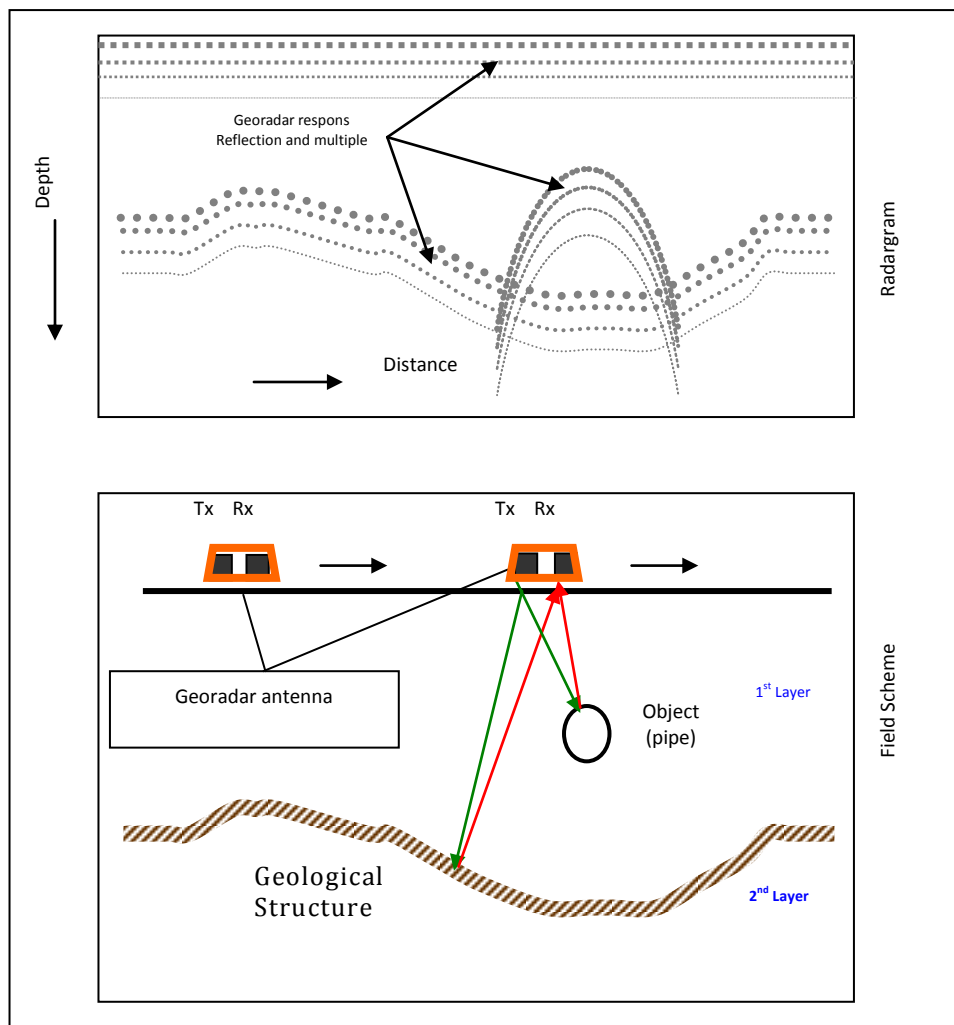 Georadar respons
Reflection and multiple
Depth
Distance
Radargram
Tx Rx
Tx Rx
Georadar antenna
1st Layer
Object
(pipe)
Field Scheme
Geological
Structure
2nd Layer